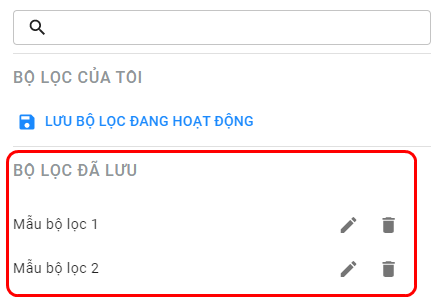 BỘ LỌC CỦA TÔI
LƯU BỘ LỌC ĐANG HOẠT ĐỘNG
BỘ LỌC ĐÃ LƯU
Mẫu bộ lọc 1
Mẫu bộ lọc 2